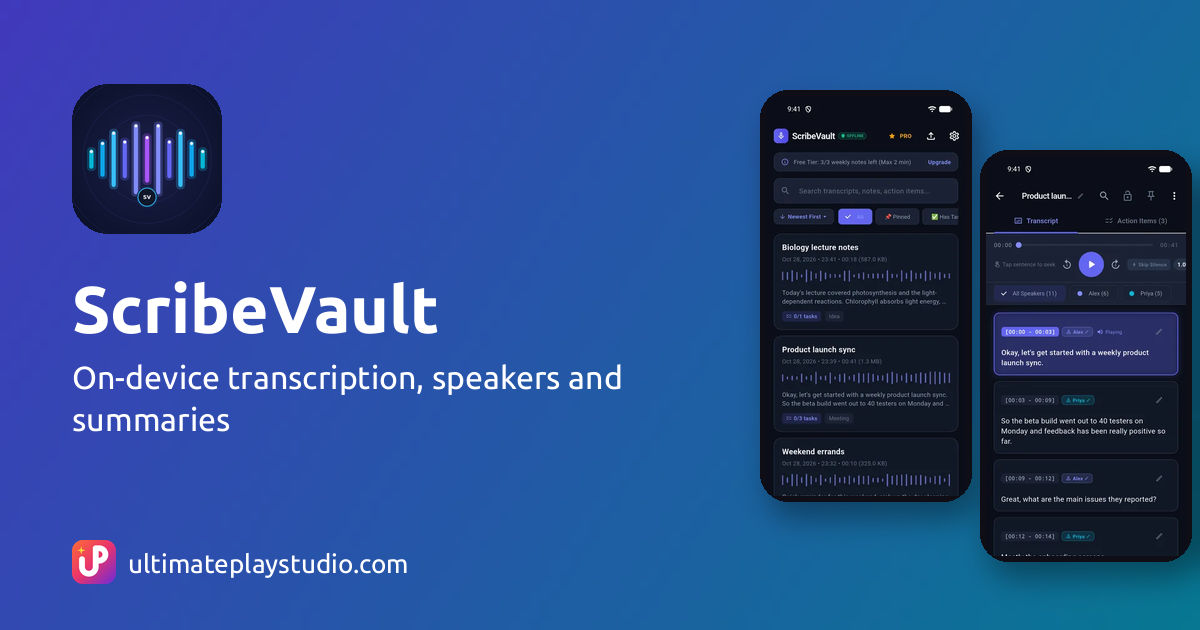 SV
ScribeVault
On-device transcription, speakers and
summaries
UP
ultimateplaystudio.com
9:41
ScribeVault
OFFLINE
PRO
Free Tier: 3/3 weekly notes left (Max 2 min)
Upgrade
Search transcripts, notes, action items...
Newest First
All
Pinned
Has Tas
Biology lecture notes
Oct 28, 2026 • 23:41 • 00:18 (587.0 KB)
Today's lecture covered photosynthesis and the light-
dependent reactions. Chlorophyll absorbs light energy, ...
0/1 tasks
Idea
Product launch sync
Oct 28, 2026 • 23:39 • 00:41 (1.3 MB)
Okay, let's get started with a weekly product launch sync.
So the beta build went out to 40 testers on Monday and ...
0/3 tasks
Meeting
Weekend errands
Oct 28, 2026 • 23:32 • 00:10 (325.0 KB)
9:41
Product laun...
Transcript
Action Items (3)
00:00
00:41
Tap sentence to seek
Skip Silence
1.0
All Speakers (11)
Alex (6)
Priya (5)
[00:00 - 00:03]
Alex
Playing
Okay, let's get started with a weekly product
launch sync.
[00:03 - 00:09]
Priya
So the beta build went out to 40 testers on
Monday and feedback has been really positive so
far.
[00:09 - 00:12]
Alex
Great, what are the main issues they reported?
[00:12 - 00:14]
Priya